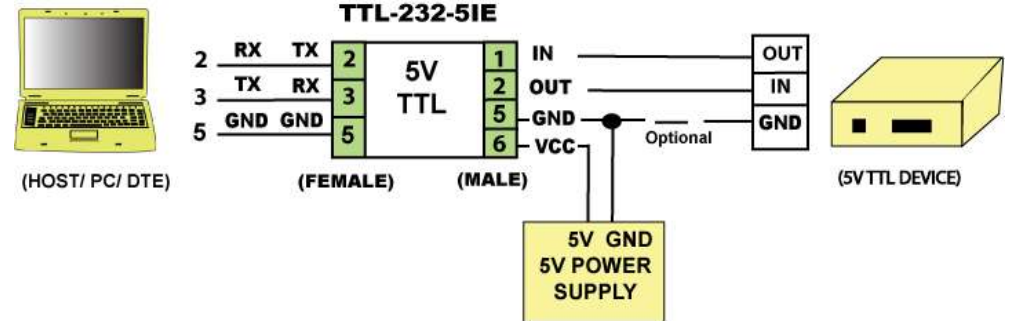 TTL-232-5IE
2 RX TX 2
3 TX RX 3
5 GND GND 5
5V
TTL
1 IN OUT
2 OUT IN
5 GND Optional GND
6 VCC
(HOST/ PC/ DTE)
(FEMALE)
(MALE)
(5V TTL DEVICE)
5V GND
5V POWER
SUPPLY